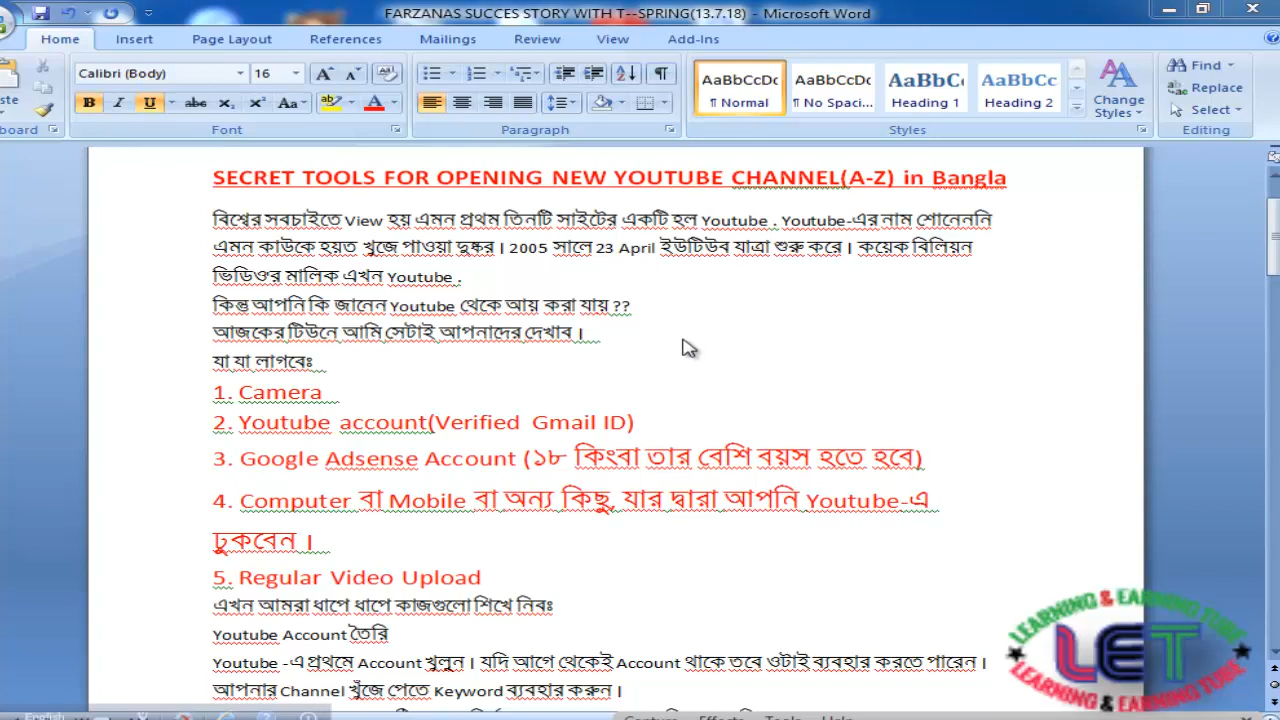 FARZANAS SUCCES STORY WITH T--SPRING(13.7.18) - Microsoft Word
Home Insert Page Layout References Mailings Review View Add-Ins
Calibri (Body) 16 Find
AaBbCcDc AaBbCcDc AaBbCc AaBbCc Replace
¶ Normal ¶ No Spaci... Heading 1 Heading 2 Change Styles Select
Font Paragraph Styles Editing
SECRET TOOLS FOR OPENING NEW YOUTUBE CHANNEL(A-Z) in Bangla
বিশ্বের সবচাইতে View হয় এমন প্রথম তিনটি সাইটের একটি হল Youtube . Youtube-এর নাম শোনেননি
এমন কাউকে হয়ত খুজে পাওয়া দুষ্কর । 2005 সালে 23 April ইউটিউব যাত্রা শুরু করে । কয়েক বিলিয়ন
ভিডিও'র মালিক এখন Youtube .
কিন্তু আপনি কি জানেন Youtube থেকে আয় করা যায় ??
আজকের টিউনে আমি সেটাই আপনাদের দেখাব ।
যা যা লাগবেঃ
1. Camera
2. Youtube account(Verified Gmail ID)
3. Google Adsense Account (১৮ কিংবা তার বেশি বয়স হতে হবে)
4. Computer বা Mobile বা অন্য কিছু, যার দ্বারা আপনি Youtube-এ
ঢুকবেন ।
5. Regular Video Upload
এখন আমরা ধাপে ধাপে কাজগুলো শিখে নিবঃ
Youtube Account তৈরি
Youtube -এ প্রথমে Account খুলুন । যদি আগে থেকেই Account থাকে তবে ওটাই ব্যবহার করতে পারেন ।
আপনার Channel খুঁজে পেতে Keyword ব্যবহার করুন ।
LEARNING & EARNING TUBE
LET
LEARNING & EARNING TUBE